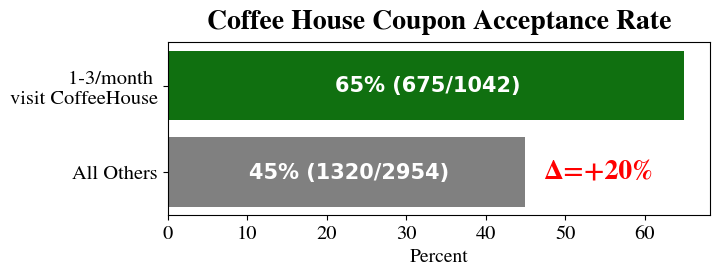 Coffee House Coupon Acceptance Rate
1-3/month
visit CoffeeHouse
65% (675/1042)
All Others
45% (1320/2954)
Δ=+20%
0 10 20 30 40 50 60
Percent